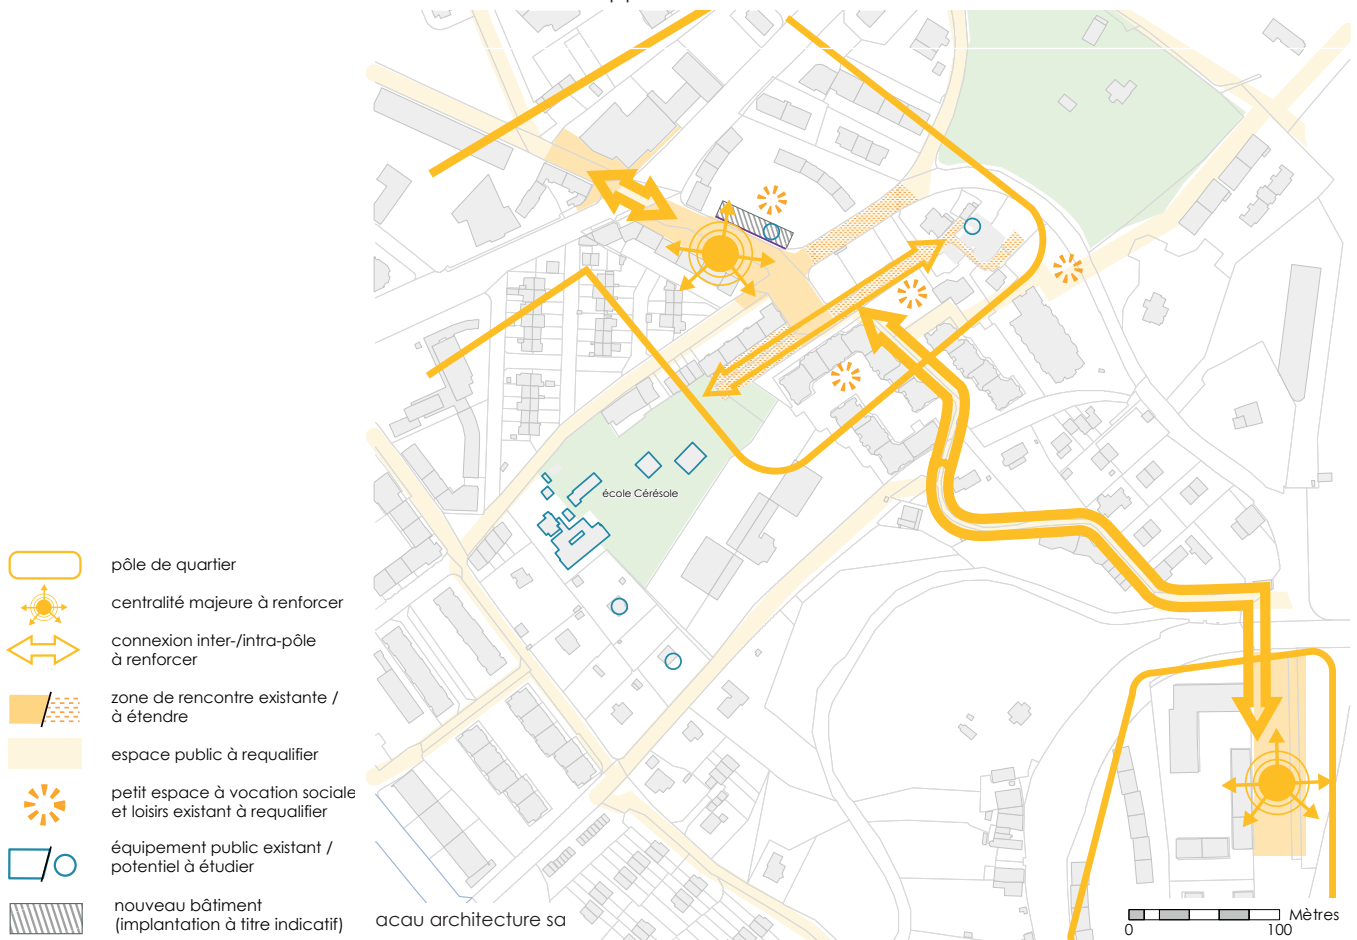 école Cérésole
pôle de quartier
centralité majeure à renforcer
connexion inter-/intra-pôle
à renforcer
zone de rencontre existante /
à étendre
espace public à requalifier
petit espace à vocation sociale
et loisirs existant à requalifier
équipement public existant /
potentiel à étudier
nouveau bâtiment
(implantation à titre indicatif)
acau architecture sa
Mètres
0 100